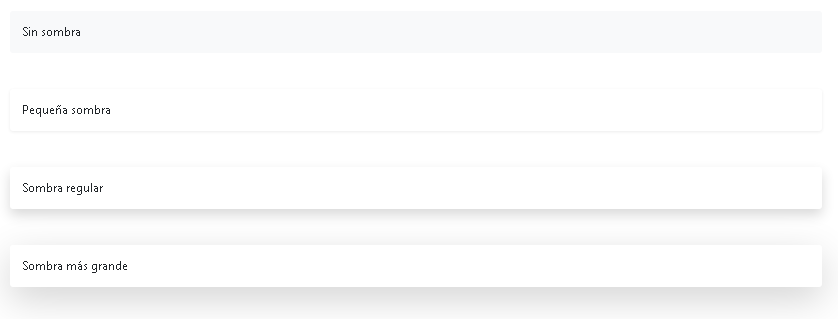 Sin sombra
Pequeña sombra
Sombra regular
Sombra más grande